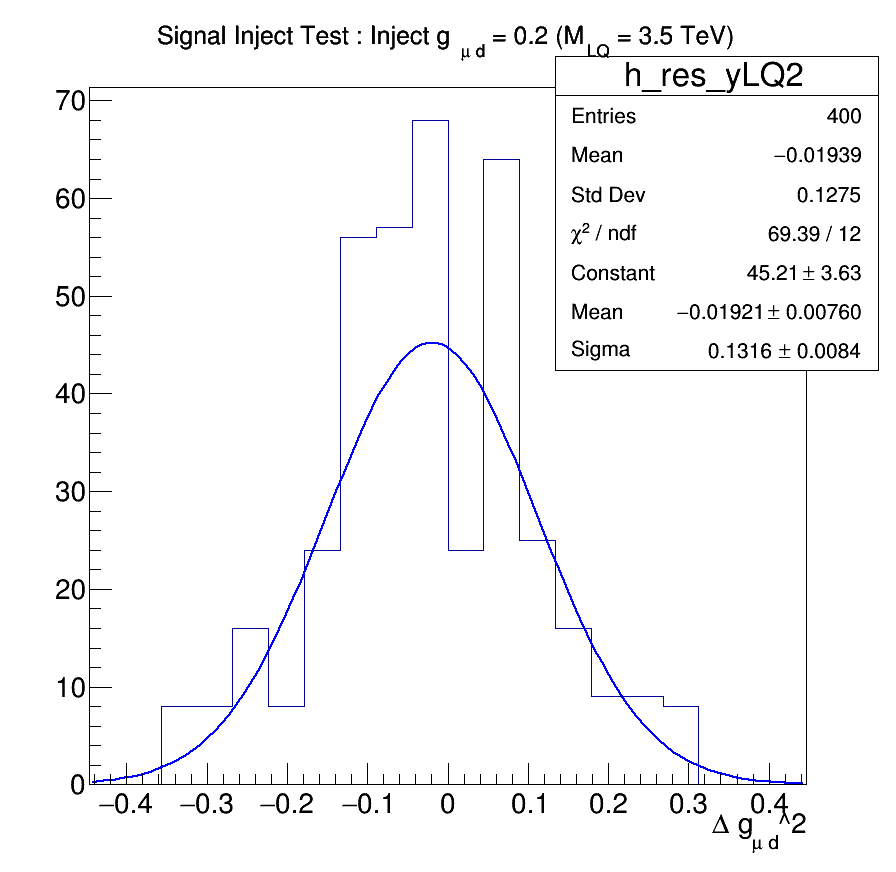 Signal Inject Test : Inject g μ d = 0.2 (M LQ = 3.5 TeV)
h_res_yLQ2
Entries 400
Mean −0.01939
Std Dev 0.1275
χ² / ndf 69.39 / 12
Constant 45.21 ± 3.63
Mean −0.01921 ± 0.00760
Sigma 0.1316 ± 0.0084
70
60
50
40
30
20
10
0
−0.4 −0.3 −0.2 −0.1 0 0.1 0.2 0.3 0.4
Δ g μ d ^2